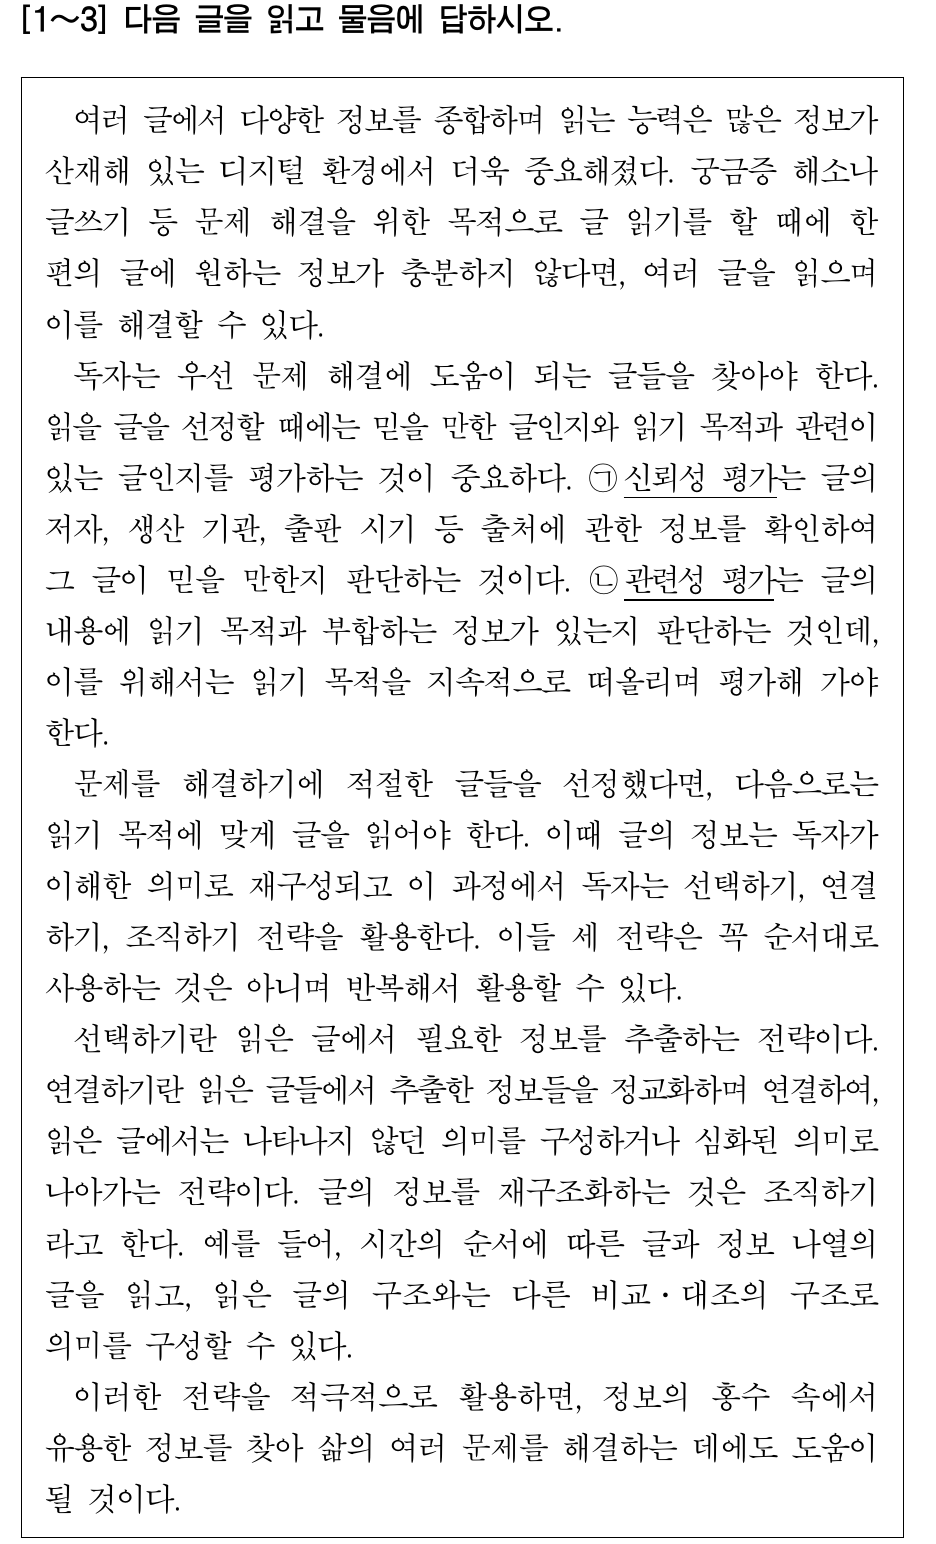 [1～3] 다음 글을 읽고 물음에 답하시오.
여러 글에서 다양한 정보를 종합하며 읽는 능력은 많은 정보가
산재해 있는 디지털 환경에서 더욱 중요해졌다. 궁금증 해소나
글쓰기 등 문제 해결을 위한 목적으로 글 읽기를 할 때에 한
편의 글에 원하는 정보가 충분하지 않다면, 여러 글을 읽으며
이를 해결할 수 있다.
독자는 우선 문제 해결에 도움이 되는 글들을 찾아야 한다.
읽을 글을 선정할 때에는 믿을 만한 글인지와 읽기 목적과 관련이
있는 글인지를 평가하는 것이 중요하다. ㉠신뢰성 평가는 글의
저자, 생산 기관, 출판 시기 등 출처에 관한 정보를 확인하여
그 글이 믿을 만한지 판단하는 것이다. ㉡관련성 평가는 글의
내용에 읽기 목적과 부합하는 정보가 있는지 판단하는 것인데,
이를 위해서는 읽기 목적을 지속적으로 떠올리며 평가해 가야
한다.
문제를 해결하기에 적절한 글들을 선정했다면, 다음으로는
읽기 목적에 맞게 글을 읽어야 한다. 이때 글의 정보는 독자가
이해한 의미로 재구성되고 이 과정에서 독자는 선택하기, 연결
하기, 조직하기 전략을 활용한다. 이들 세 전략은 꼭 순서대로
사용하는 것은 아니며 반복해서 활용할 수 있다.
선택하기란 읽은 글에서 필요한 정보를 추출하는 전략이다.
연결하기란 읽은 글들에서 추출한 정보들을 정교화하며 연결하여,
읽은 글에서는 나타나지 않던 의미를 구성하거나 심화된 의미로
나아가는 전략이다. 글의 정보를 재구조화하는 것은 조직하기
라고 한다. 예를 들어, 시간의 순서에 따른 글과 정보 나열의
글을 읽고, 읽은 글의 구조와는 다른 비교·대조의 구조로
의미를 구성할 수 있다.
이러한 전략을 적극적으로 활용하면, 정보의 홍수 속에서
유용한 정보를 찾아 삶의 여러 문제를 해결하는 데에도 도움이
될 것이다.